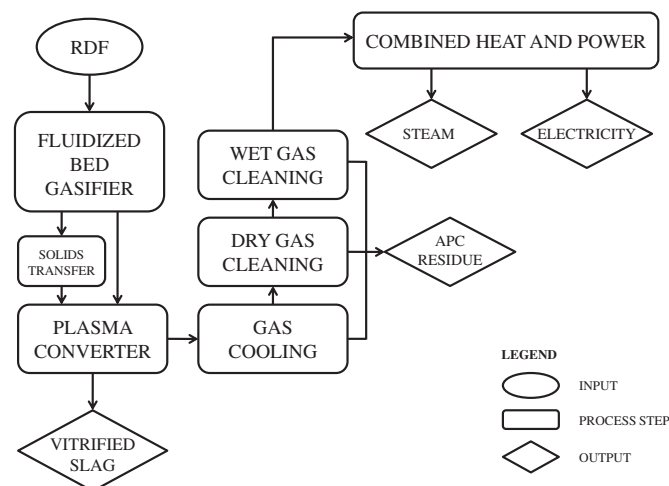 RDF
FLUIDIZED
BED
GASIFIER
SOLIDS
TRANSFER
PLASMA
CONVERTER
VITRIFIED
SLAG
GAS
COOLING
DRY GAS
CLEANING
WET GAS
CLEANING
COMBINED HEAT AND POWER
STEAM
ELECTRICITY
APC
RESIDUE
LEGEND
INPUT
PROCESS STEP
OUTPUT